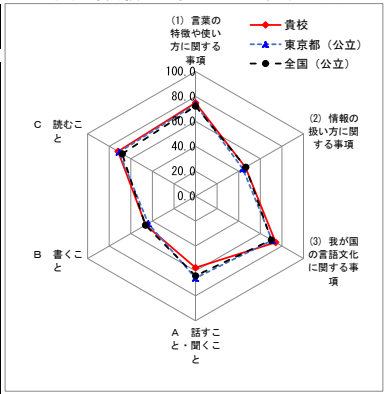 (1) 言葉の
特徴や使い
方に関する
事項
貴校
東京都（公立）
全国（公立）
100.0
80.0
60.0
40.0
20.0
0.0
(2) 情報の
扱い方に関
する事項
(3) 我が国
の言語文化
に関する事
項
A 話すこ
と・聞くこ
と
B 書くこ
と
C 読むこ
と